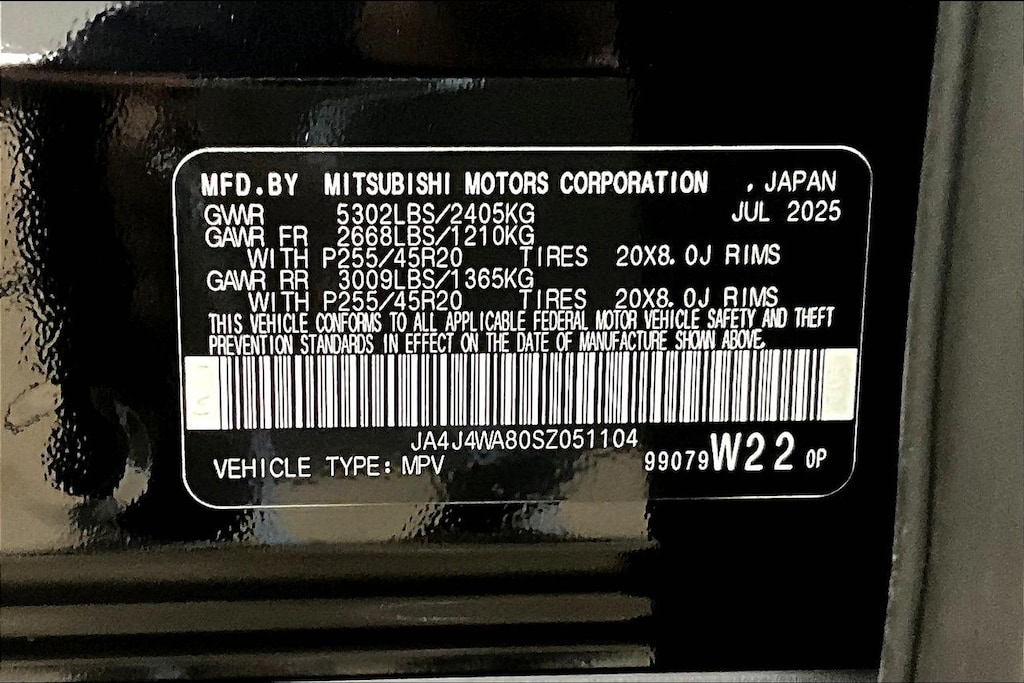 MFD.BY MITSUBISHI MOTORS CORPORATION , JAPAN
GVWR 5302LBS/2405KG JUL 2025
GAWR FR 2668LBS/1210KG
WITH P255/45R20 TIRES 20X8.0J RIMS
GAWR RR 3009LBS/1365KG
WITH P255/45R20 TIRES 20X8.0J RIMS
THIS VEHICLE CONFORMS TO ALL APPLICABLE FEDERAL MOTOR VEHICLE SAFETY AND THEFT
PREVENTION STANDARDS IN EFFECT ON THE DATE OF MANUFACTURE SHOWN ABOVE.
JA4J4WA80SZ051104
VEHICLE TYPE: MPV 99079 W22 0P